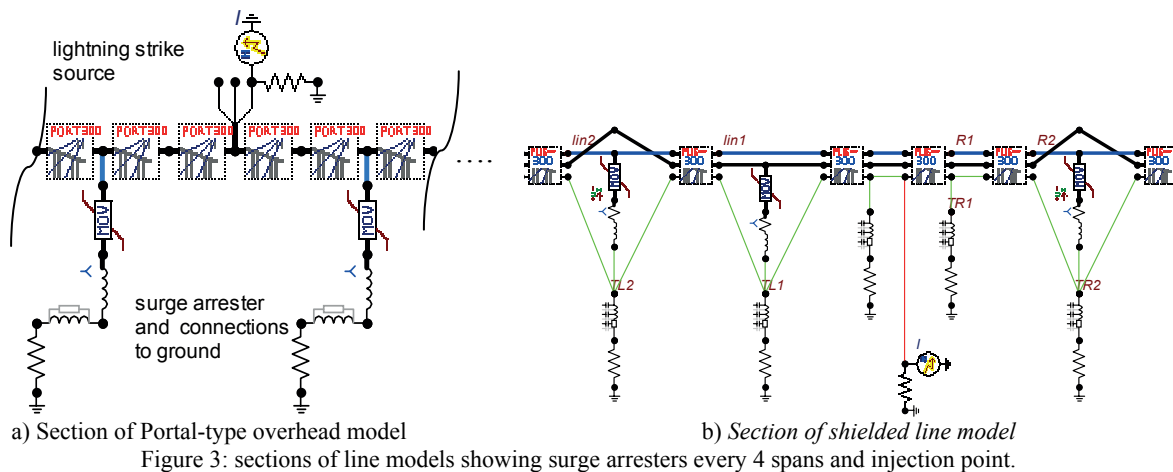 I
lightning strike
source
PORT300 PORT300 PORT300 PORT300 PORT300 PORT300
MOV MOV
surge arrester
and connections
to ground
Y Y
a) Section of Portal-type overhead model
lin2 lin1 R1 R2
300 300 300 300 300 300
MOV MOV MOV
TR1
TL2 TL1 TR2
I
b) Section of shielded line model
Figure 3: sections of line models showing surge arresters every 4 spans and injection point.